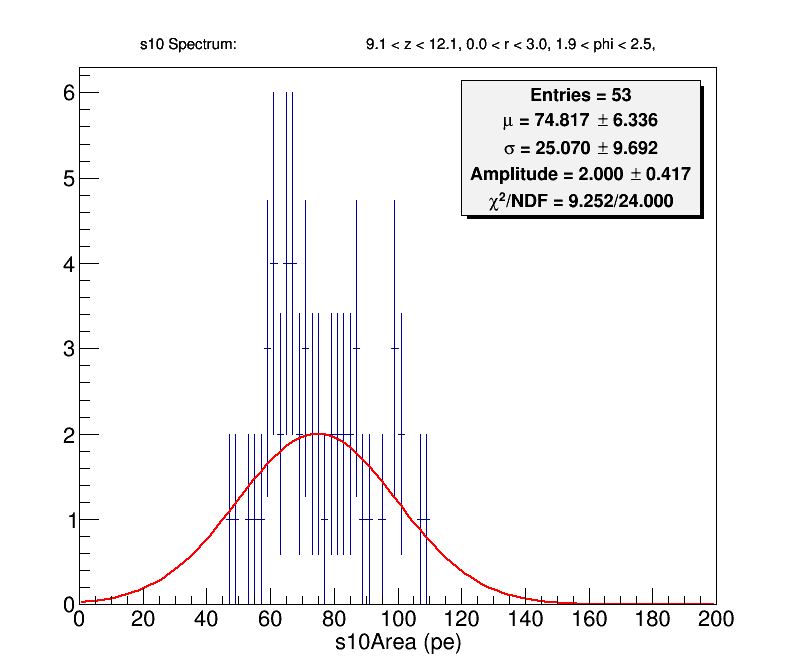 s10 Spectrum: 9.1 < z < 12.1, 0.0 < r < 3.0, 1.9 < phi < 2.5,
Entries = 53
μ = 74.817 ± 6.336
σ = 25.070 ± 9.692
Amplitude = 2.000 ± 0.417
χ²/NDF = 9.252/24.000
6
5
4
3
2
1
0
0 20 40 60 80 100 120 140 160 180 200
s10Area (pe)